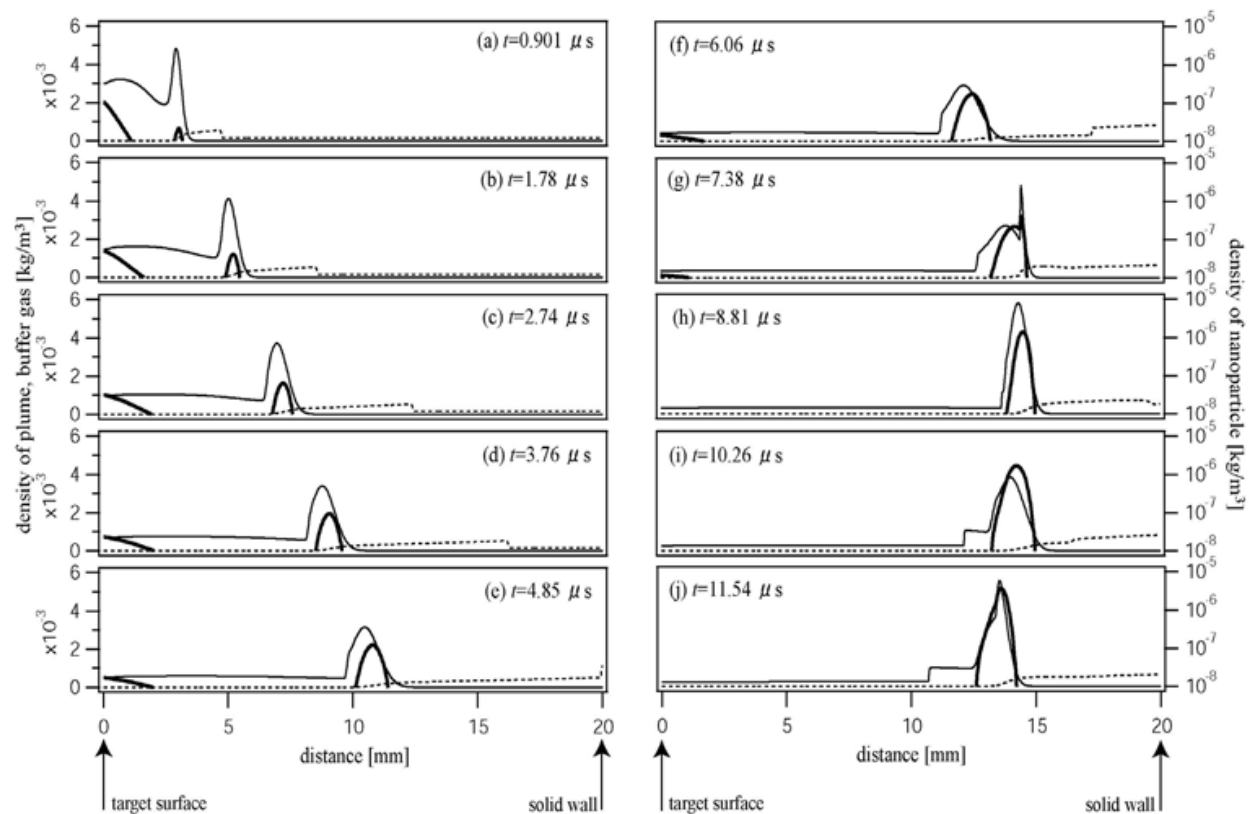 (a) t=0.901 μs
6
4
2
0
x10⁻³
(b) t=1.78 μs
6
4
2
0
x10⁻³
(c) t=2.74 μs
6
4
2
0
x10⁻³
(d) t=3.76 μs
6
4
2
0
x10⁻³
(e) t=4.85 μs
6
4
2
0
x10⁻³
density of plume, buffer gas [kg/m³]
0 5 10 15 20
distance [mm]
target surface
solid wall
(f) t=6.06 μs
10⁻⁵
10⁻⁶
10⁻⁷
10⁻⁸
(g) t=7.38 μs
10⁻⁵
10⁻⁶
10⁻⁷
10⁻⁸
(h) t=8.81 μs
10⁻⁵
10⁻⁶
10⁻⁷
10⁻⁸
(i) t=10.26 μs
10⁻⁵
10⁻⁶
10⁻⁷
10⁻⁸
(j) t=11.54 μs
10⁻⁵
10⁻⁶
10⁻⁷
10⁻⁸
density of nanoparticle [kg/m³]
0 5 10 15 20
distance [mm]
target surface
solid wall